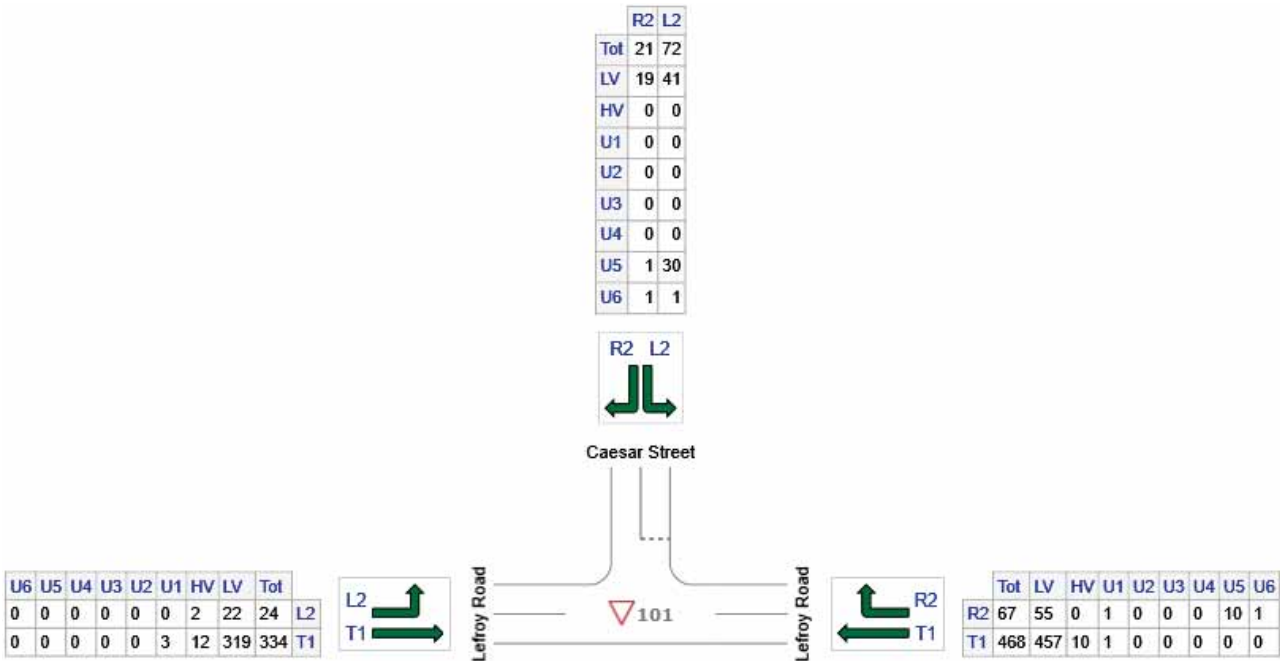 R2 L2
Tot 21 72
LV 19 41
HV 0 0
U1 0 0
U2 0 0
U3 0 0
U4 0 0
U5 1 30
U6 1 1
R2 L2
Caesar Street
U6 U5 U4 U3 U2 U1 HV LV Tot
0 0 0 0 0 0 2 22 24 L2
0 0 0 0 0 3 12 319 334 T1
L2
T1
Lefroy Road
101
Lefroy Road
R2
T1
Tot LV HV U1 U2 U3 U4 U5 U6
R2 67 55 0 1 0 0 0 10 1
T1 468 457 10 1 0 0 0 0 0